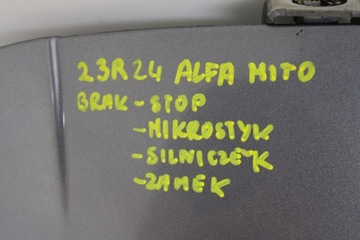 23R24 ALFA MITO
BRAK - STOP
- MIKROSTYK
- SILNICZEK
- ZAMEK